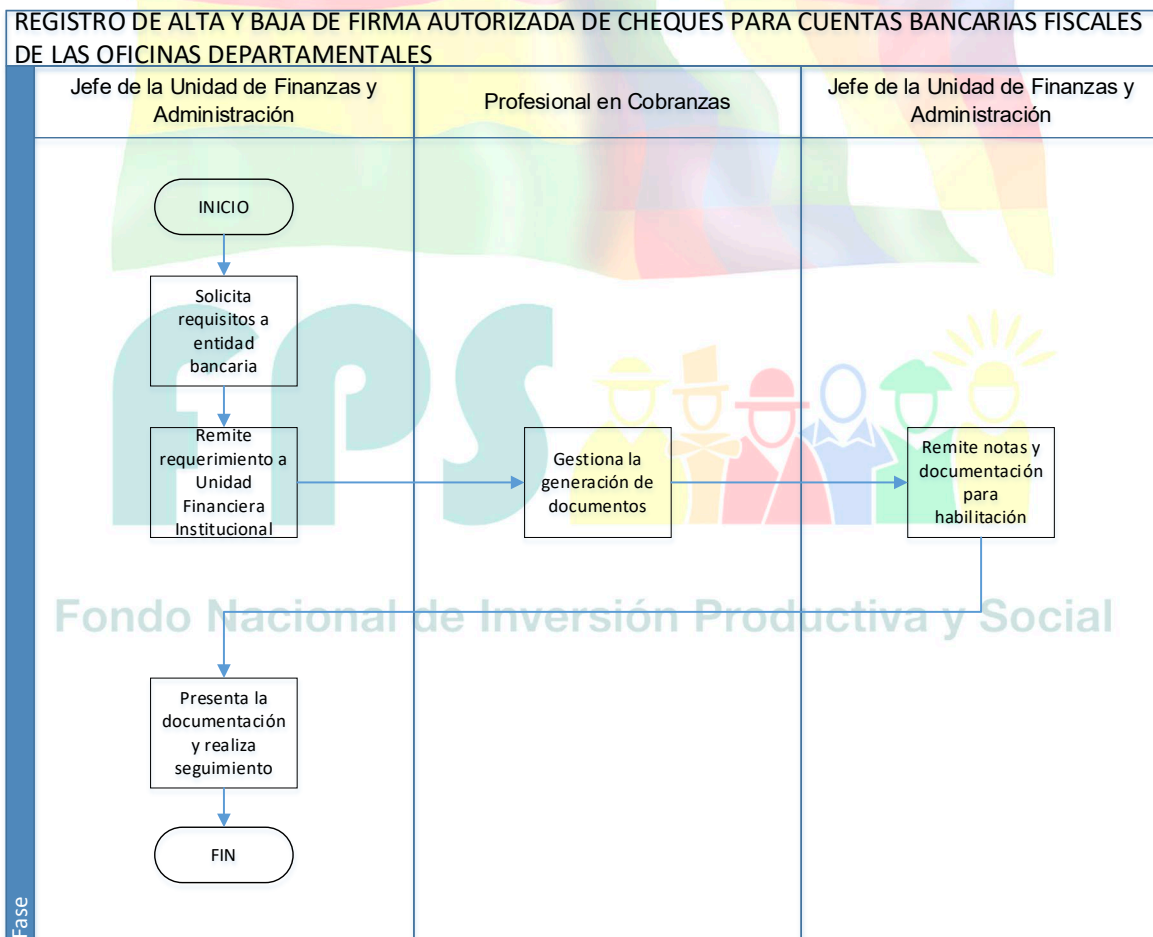 REGISTRO DE ALTA Y BAJA DE FIRMA AUTORIZADA DE CHEQUES PARA CUENTAS BANCARIAS FISCALES
DE LAS OFICINAS DEPARTAMENTALES
Jefe de la Unidad de Finanzas y
Administración
Profesional en Cobranzas
Jefe de la Unidad de Finanzas y
Administración
INICIO
Solicita
requisitos a
entidad
bancaria
Remite
requerimiento a
Unidad
Financiera
Institucional
Gestiona la
generación de
documentos
Remite notas y
documentación
para
habilitación
FPS
Fondo Nacional de Inversión Productiva y Social
Presenta la
documentación
y realiza
seguimiento
FIN
Fase